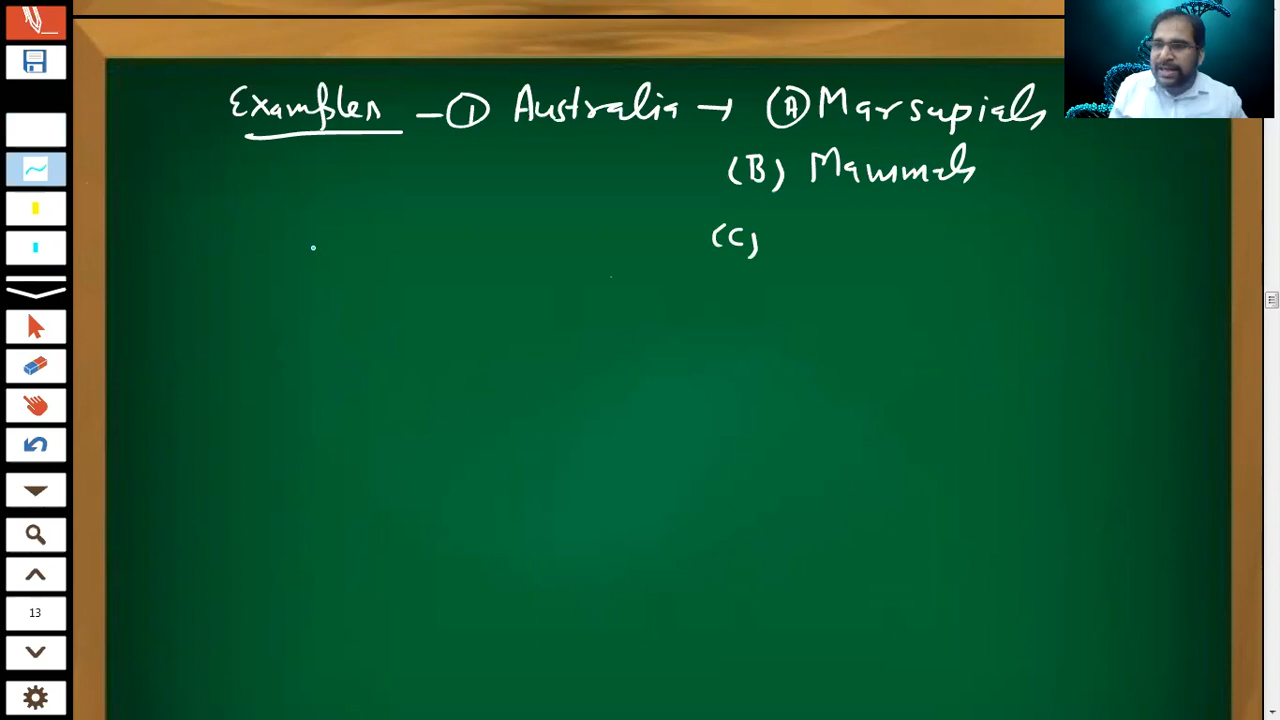 Examples - ① Australia → Ⓐ Marsupials
(B) Mammals
(C)
13